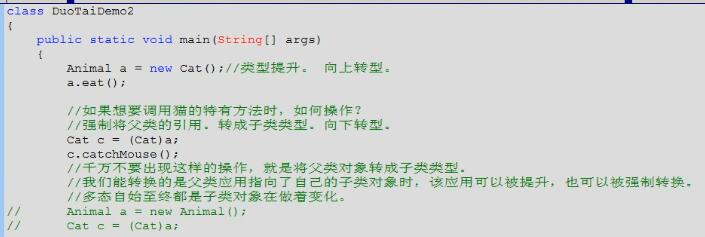 class DuoTaiDemo2
{
public static void main(String[] args)
{
Animal a = new Cat();//类型提升。 向上转型。
a.eat();
//如果想要调用猫的特有方法时，如何操作？
//强制将父类的引用。转成子类类型。向下转型。
Cat c = (Cat)a;
c.catchMouse();
//千万不要出现这样的操作，就是将父类对象转成子类类型。
//我们能转换的是父类应用指向了自己的子类对象时，该应用可以被提升，也可以被强制转换。
//多态自始至终都是子类对象在做着变化。
// Animal a = new Animal();
// Cat c = (Cat)a;